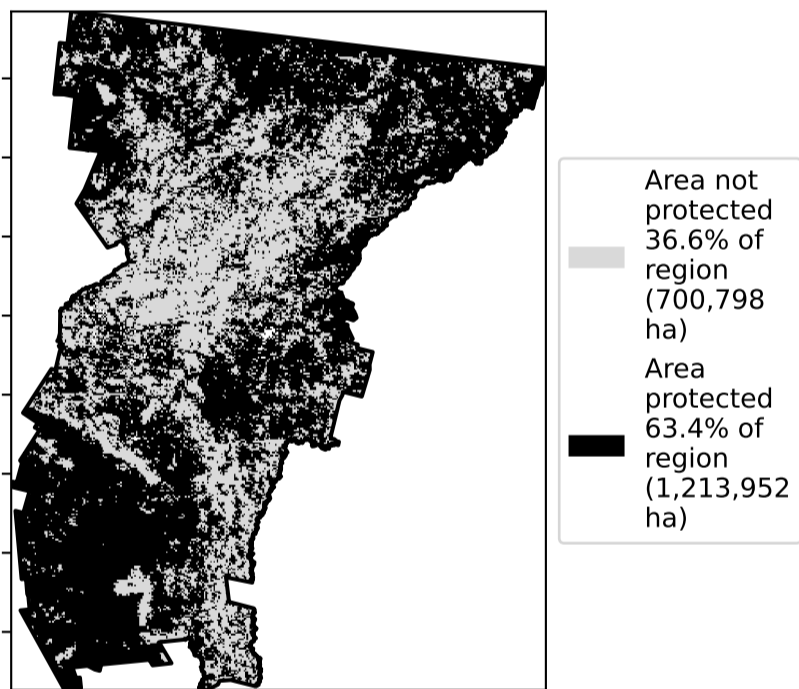 Area not
protected
36.6% of
region
(700,798
ha)
Area
protected
63.4% of
region
(1,213,952
ha)